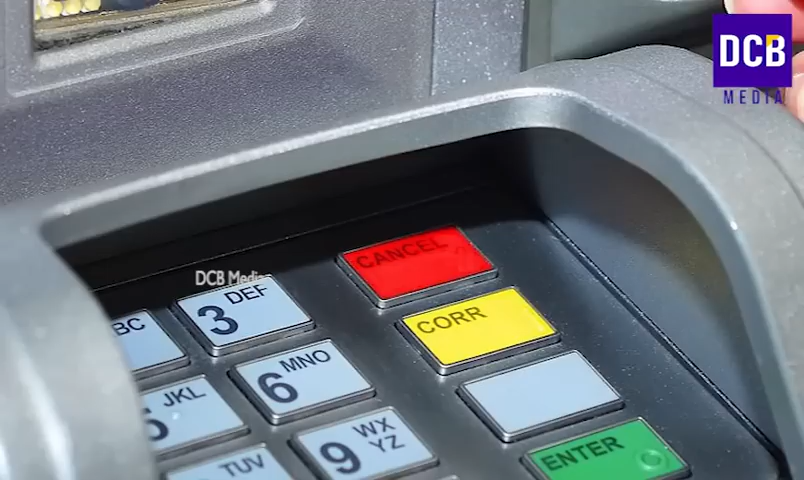 DCB
MEDIA
DCB Media
CANCEL
BC
3 DEF
CORR
JKL
6 MNO
TUV
9 WX
YZ
ENTER